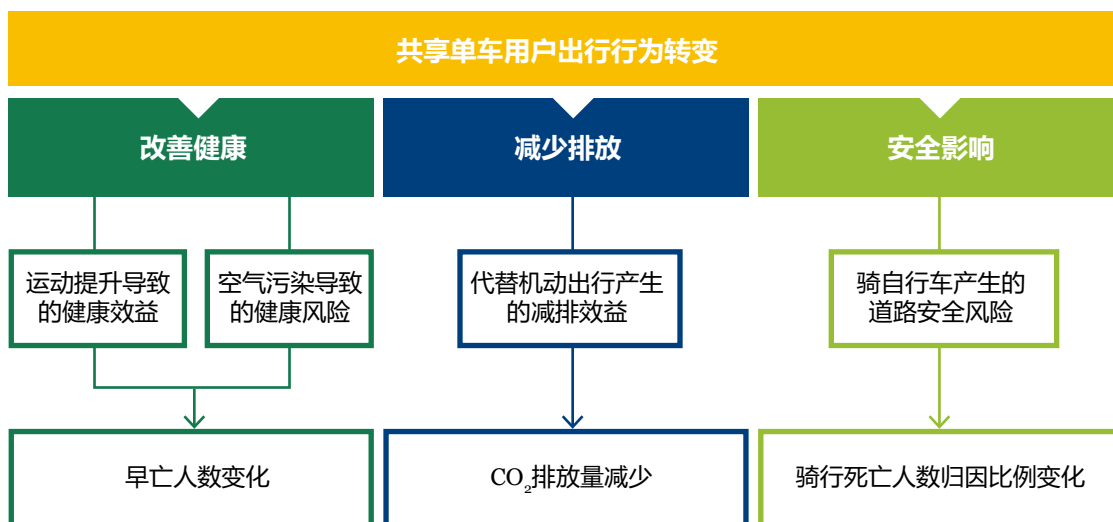 共享单车用户出行行为转变
改善健康
减少排放
安全影响
运动提升导致
的健康效益
空气污染导致
的健康风险
代替机动出行产生
的减排效益
骑自行车产生的
道路安全风险
早亡人数变化
CO₂排放量减少
骑行死亡人数归因比例变化